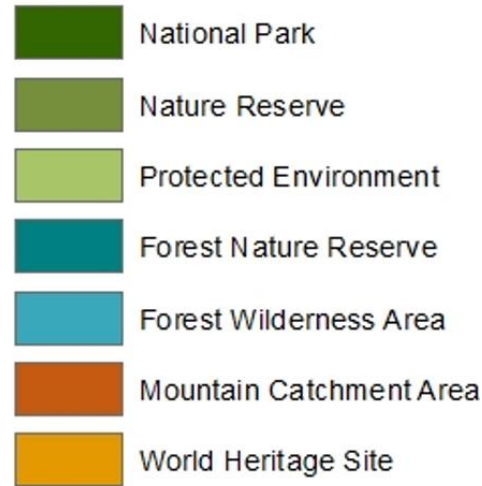 National Park
Nature Reserve
Protected Environment
Forest Nature Reserve
Forest Wilderness Area
Mountain Catchment Area
World Heritage Site